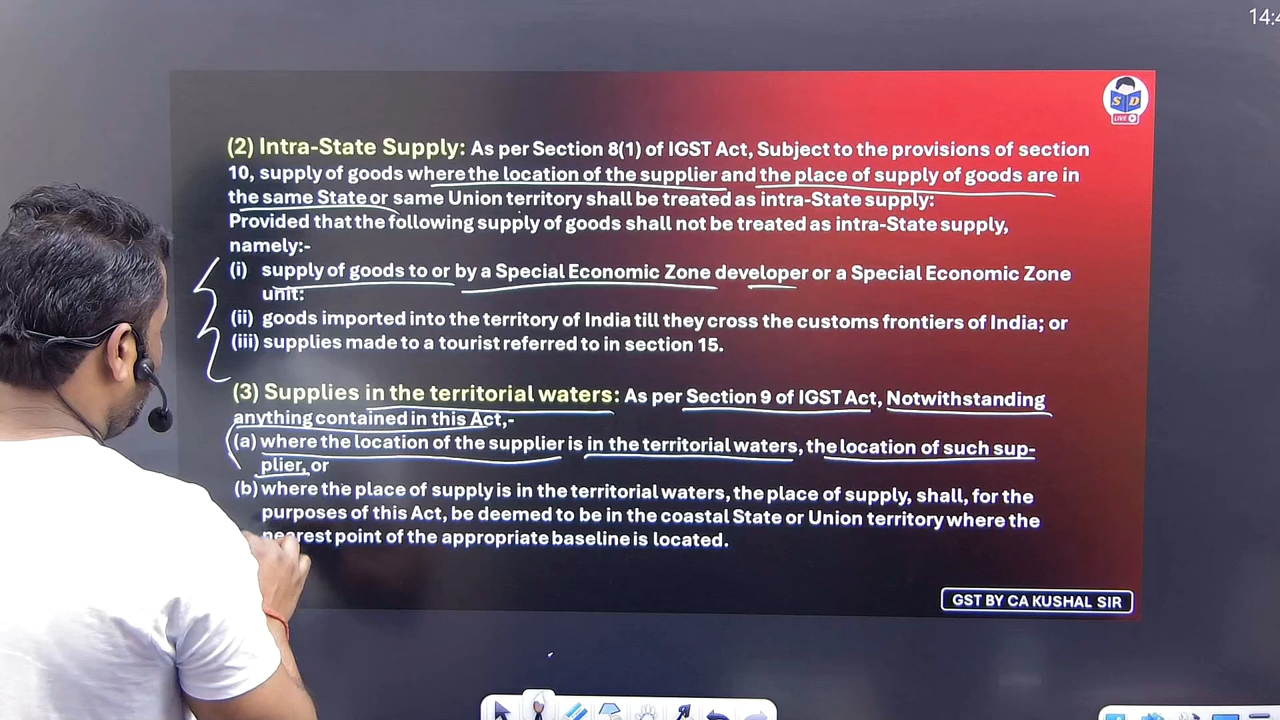 14:4
S D
LIVE
(2) Intra-State Supply: As per Section 8(1) of IGST Act, Subject to the provisions of section
10, supply of goods where the location of the supplier and the place of supply of goods are in
the same State or same Union territory shall be treated as intra-State supply:
Provided that the following supply of goods shall not be treated as intra-State supply,
namely:-
(i) supply of goods to or by a Special Economic Zone developer or a Special Economic Zone
unit:
(ii) goods imported into the territory of India till they cross the customs frontiers of India; or
(iii) supplies made to a tourist referred to in section 15.
(3) Supplies in the territorial waters: As per Section 9 of IGST Act, Notwithstanding
anything contained in this Act,-
(a) where the location of the supplier is in the territorial waters, the location of such sup-
plier, or
(b) where the place of supply is in the territorial waters, the place of supply, shall, for the
purposes of this Act, be deemed to be in the coastal State or Union territory where the
nearest point of the appropriate baseline is located.
GST BY CA KUSHAL SIR